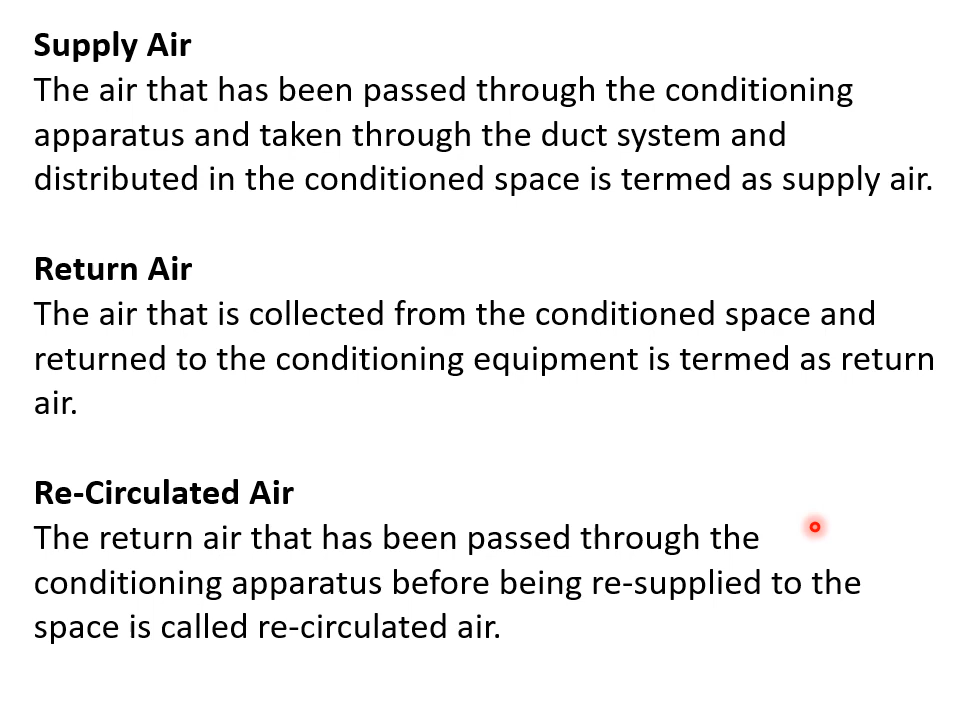 Supply Air
The air that has been passed through the conditioning
apparatus and taken through the duct system and
distributed in the conditioned space is termed as supply air.
Return Air
The air that is collected from the conditioned space and
returned to the conditioning equipment is termed as return
air.
Re-Circulated Air
The return air that has been passed through the
conditioning apparatus before being re-supplied to the
space is called re-circulated air.